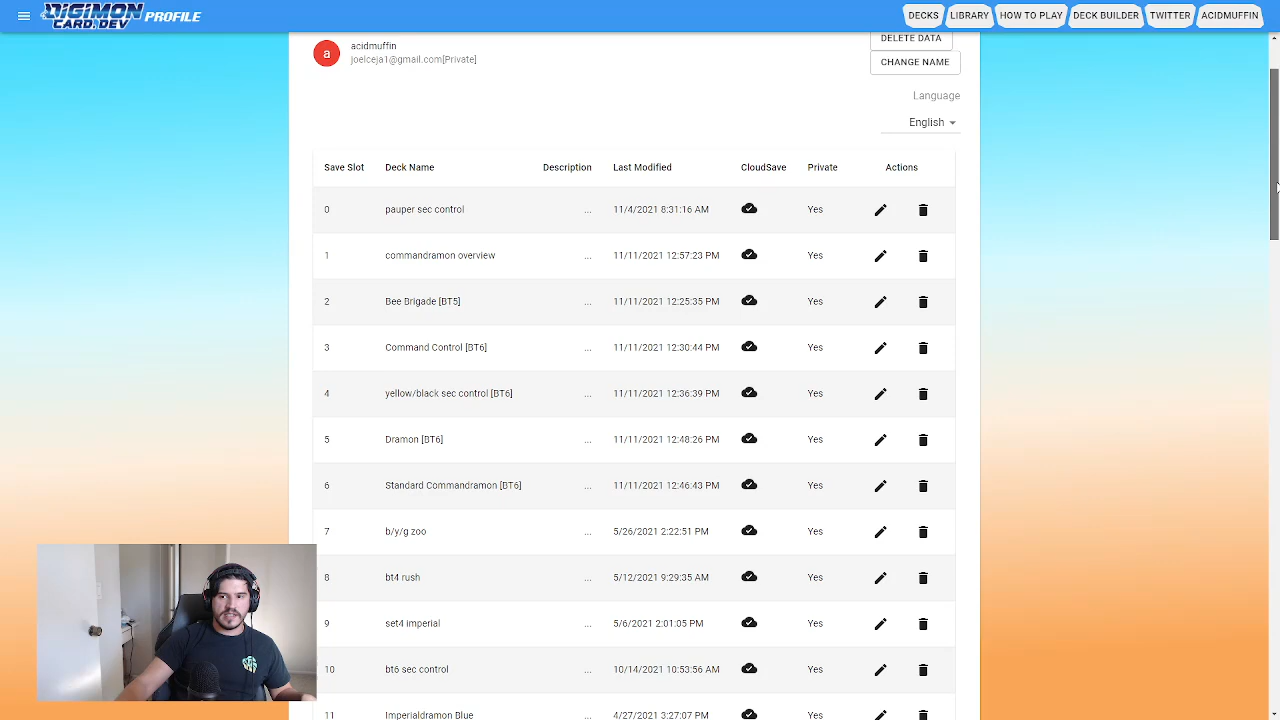 DIGIMON CARD.DEV PROFILE
DECKS LIBRARY HOW TO PLAY DECK BUILDER TWITTER ACIDMUFFIN
a
acidmuffin
joelceja1@gmail.com[Private]
DELETE DATA
CHANGE NAME
Language
English
Save Slot Deck Name Description Last Modified CloudSave Private Actions
0 pauper sec control ... 11/4/2021 8:31:16 AM Yes
1 commandramon overview ... 11/11/2021 12:57:23 PM Yes
2 Bee Brigade [BT5] ... 11/11/2021 12:25:35 PM Yes
3 Command Control [BT6] ... 11/11/2021 12:30:44 PM Yes
4 yellow/black sec control [BT6] ... 11/11/2021 12:36:39 PM Yes
5 Dramon [BT6] ... 11/11/2021 12:48:26 PM Yes
6 Standard Commandramon [BT6] ... 11/11/2021 12:46:43 PM Yes
7 b/y/g zoo ... 5/26/2021 2:22:51 PM Yes
8 bt4 rush ... 5/12/2021 9:29:35 AM Yes
9 set4 imperial ... 5/6/2021 2:01:05 PM Yes
10 bt6 sec control ... 10/14/2021 10:53:56 AM Yes
11 Imperialdramon Blue ... 4/27/2021 3:27:07 PM Yes